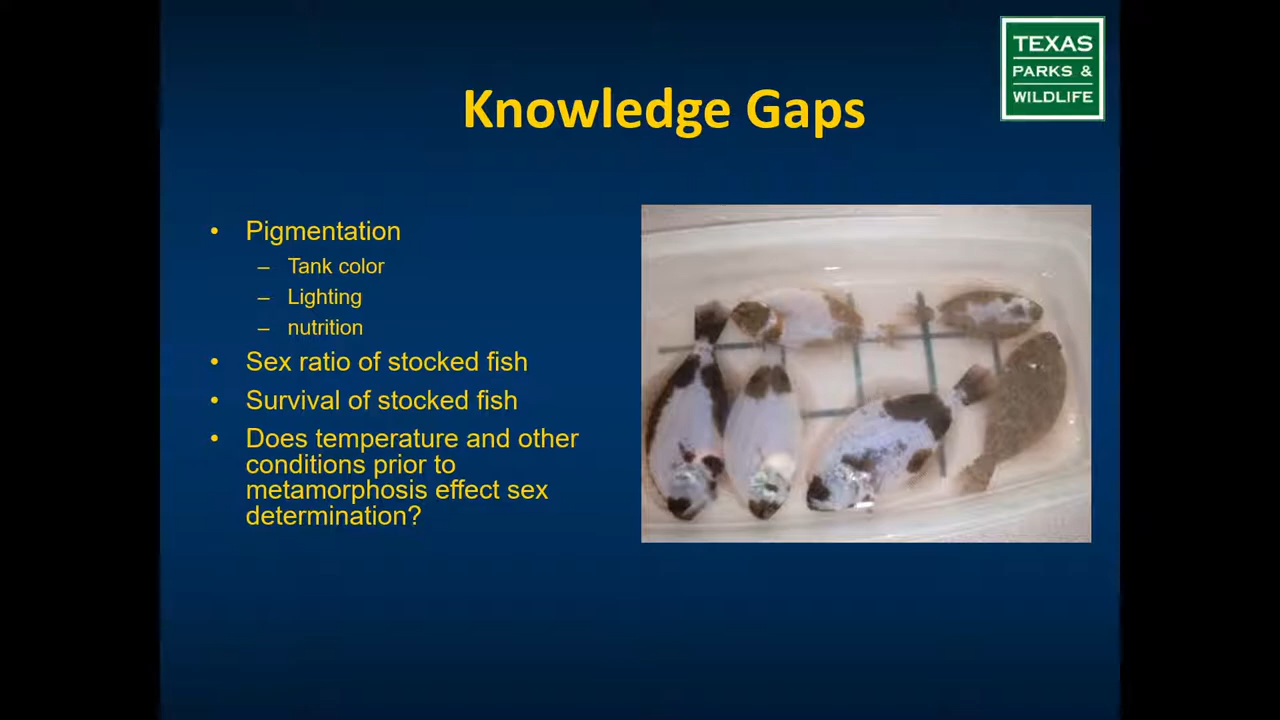 TEXAS
PARKS &
WILDLIFE
Knowledge Gaps
• Pigmentation
– Tank color
– Lighting
– nutrition
• Sex ratio of stocked fish
• Survival of stocked fish
• Does temperature and other
conditions prior to
metamorphosis effect sex
determination?